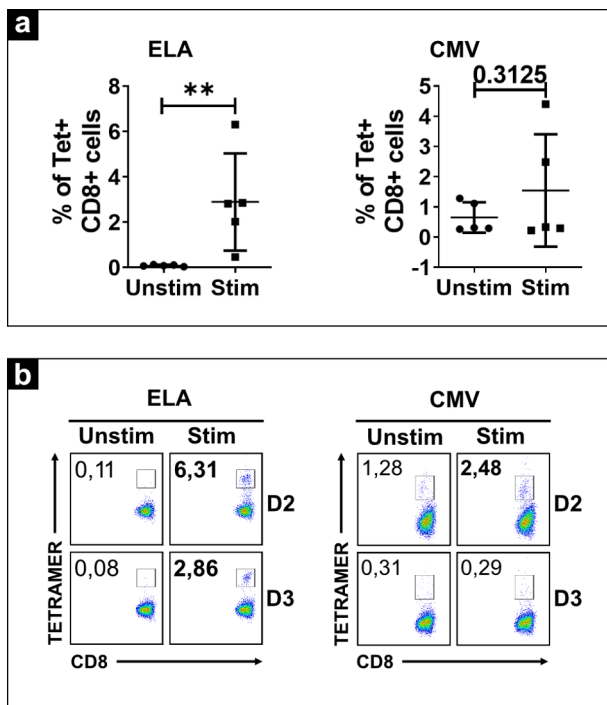 a
ELA
CMV
**
0.3125
% of Tet+
CD8+ cells
8
6
4
2
0
Unstim Stim
% of Tet+
CD8+ cells
5
4
3
2
1
0
-1
Unstim Stim
b
ELA
CMV
Unstim Stim
Unstim Stim
TETRAMER
0,11
6,31
D2
0,08
2,86
D3
CD8
TETRAMER
1,28
2,48
D2
0,31
0,29
D3
CD8